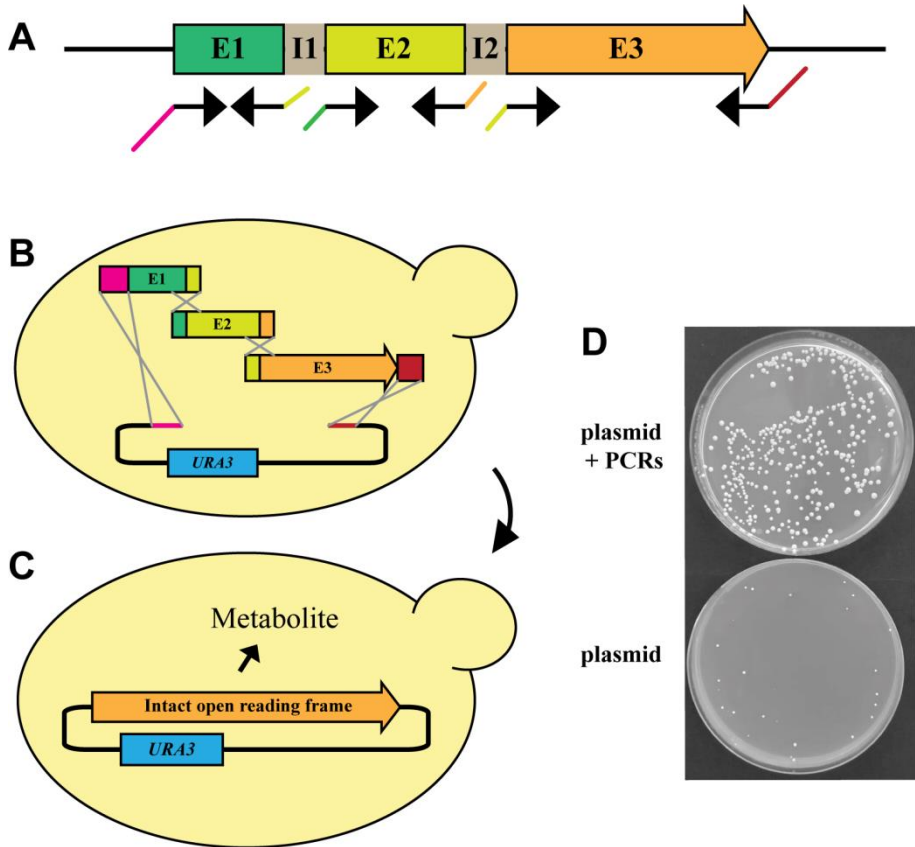 A
E1 I1 E2 I2 E3
B
E1
E2
E3
URA3
C
Metabolite
Intact open reading frame
URA3
D
plasmid
+ PCRs
plasmid